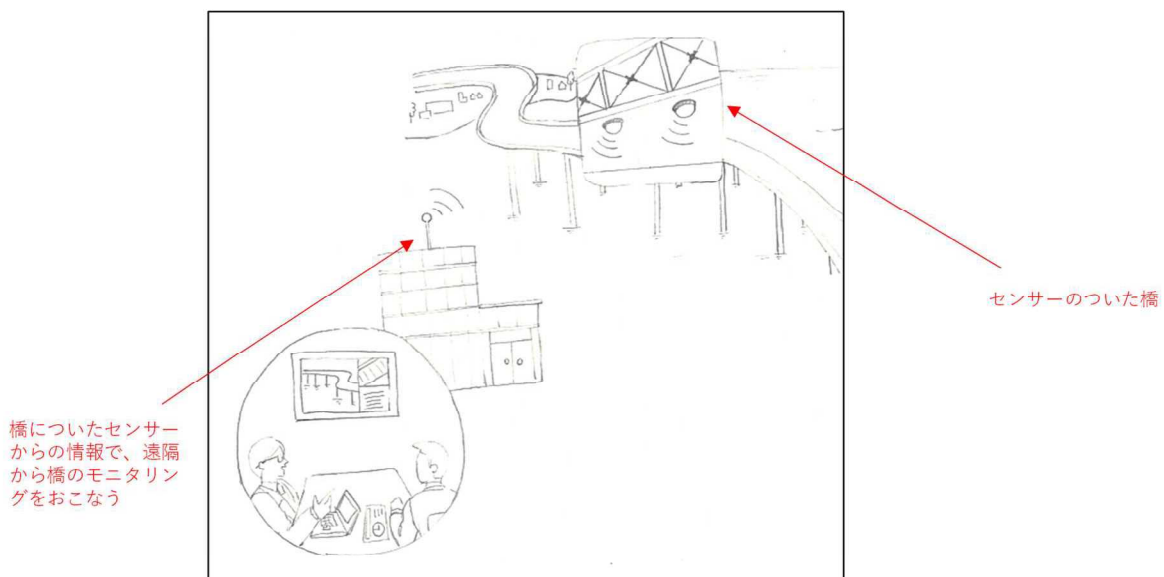 センサーのついた橋
橋についたセンサー
からの情報で、遠隔
から橋のモニタリン
グをおこなう